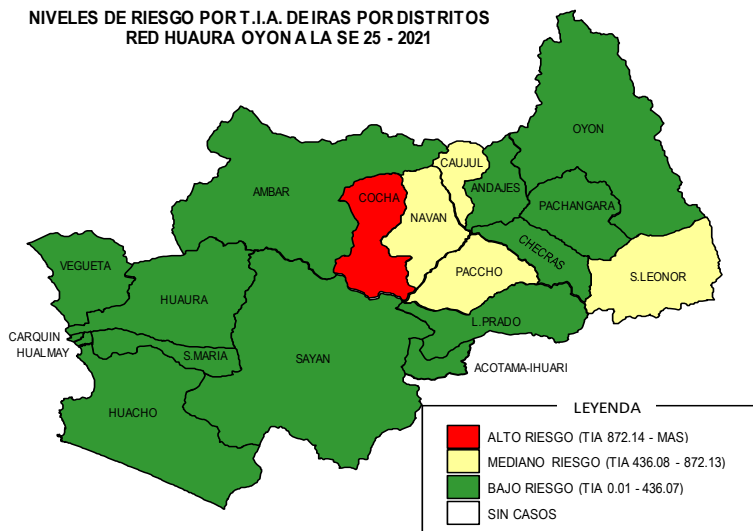 NIVELES DE RIESGO POR T.I.A. DE IRAS POR DISTRITOS
RED HUAURA OYON A LA SE 25 - 2021
OYON
CAUJUL
ANDAJES
AMBAR
COCHA
NAVAN
PACHANGARA
CHECRAS
VEGUETA
PACCHO
S.LEONOR
HUAURA
L.PRADO
CARQUIN
HUALMAY
S.MARIA
SAYAN
ACOTAMA-IHUARI
HUACHO
LEYENDA
ALTO RIESGO (TIA 872.14 - MAS)
MEDIANO RIESGO (TIA 436.08 - 872.13)
BAJO RIESGO (TIA 0.01 - 436.07)
SIN CASOS